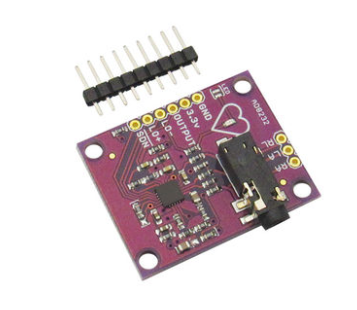 GND
3.3v
OUTPUT
LO-
LO+
SDN
AD8232
RL
LA
RA